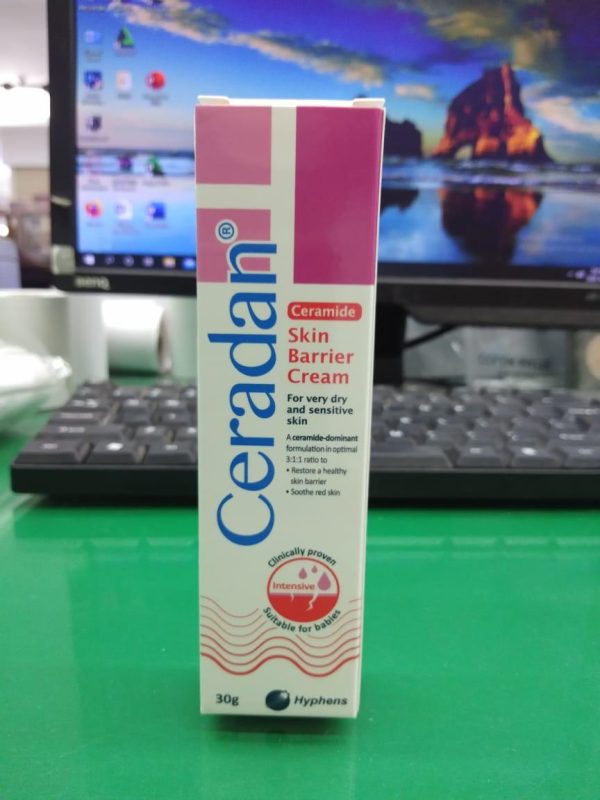 Ceradan®
Ceramide
Skin
Barrier
Cream
For very dry
and sensitive
skin
A ceramide-dominant
formulation in optimal
3:1:1 ratio to
• Restore a healthy
skin barrier
• Soothe red skin
Clinically proven
Intensive
Suitable for babies
30g
Hyphens
BenQ